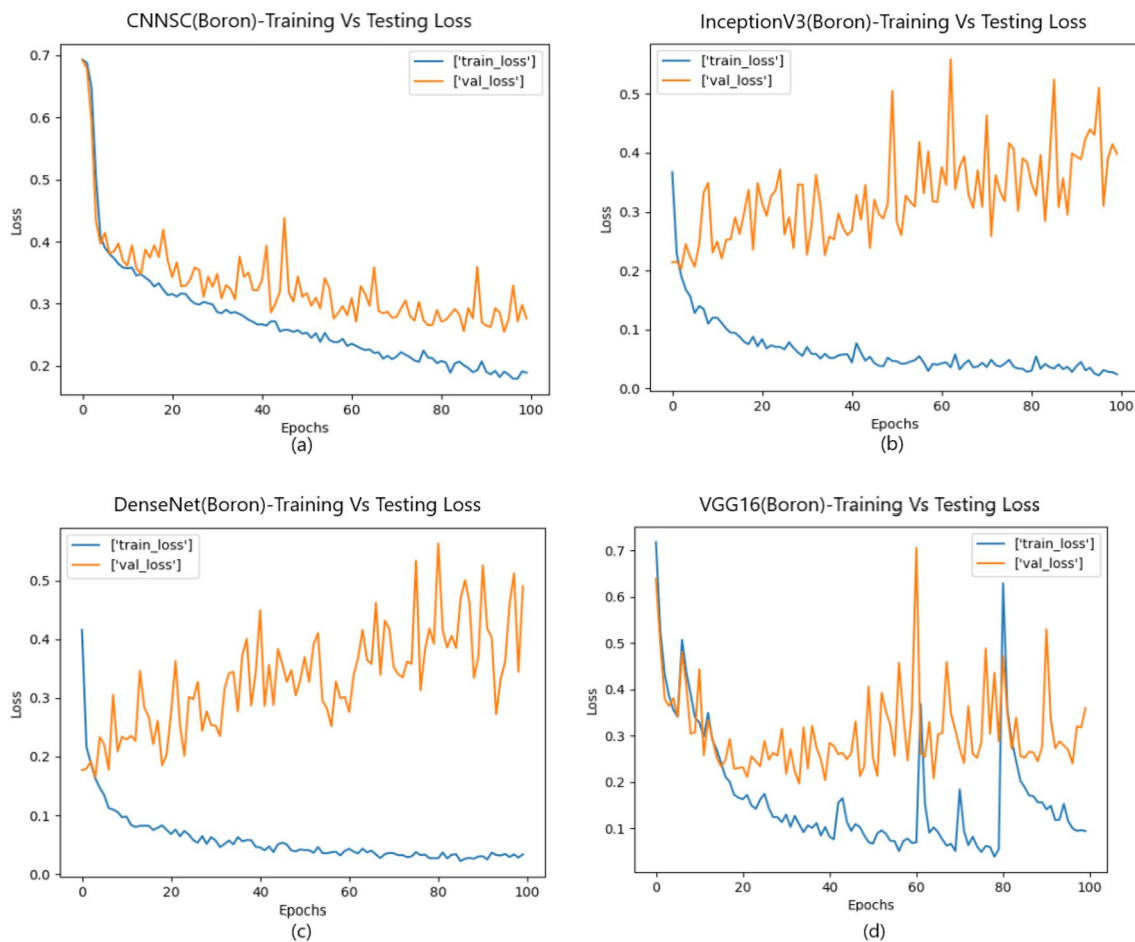 CNNSC(Boron)-Training Vs Testing Loss
0.7
0.6
0.5
0.4
0.3
0.2
Loss
['train_loss']
['val_loss']
0 20 40 60 80 100
Epochs
(a)
InceptionV3(Boron)-Training Vs Testing Loss
0.5
0.4
0.3
0.2
0.1
0.0
Loss
['train_loss']
['val_loss']
0 20 40 60 80 100
Epochs
(b)
DenseNet(Boron)-Training Vs Testing Loss
0.5
0.4
0.3
0.2
0.1
0.0
Loss
['train_loss']
['val_loss']
0 20 40 60 80 100
Epochs
(c)
VGG16(Boron)-Training Vs Testing Loss
0.7
0.6
0.5
0.4
0.3
0.2
0.1
Loss
['train_loss']
['val_loss']
0 20 40 60 80 100
Epochs
(d)